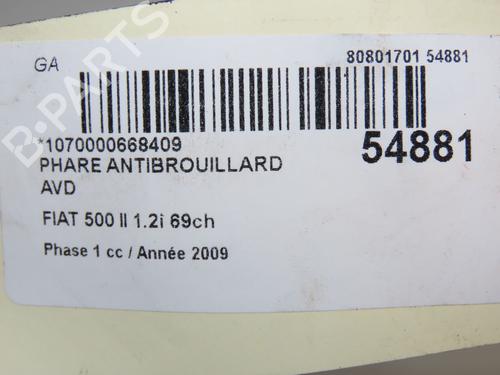 GA
80801701 54881
*1070000668409
54881
PHARE ANTIBROUILLARD
AVD
FIAT 500 II 1.2i 69ch
Phase 1 cc / Année 2009
B-PARTS